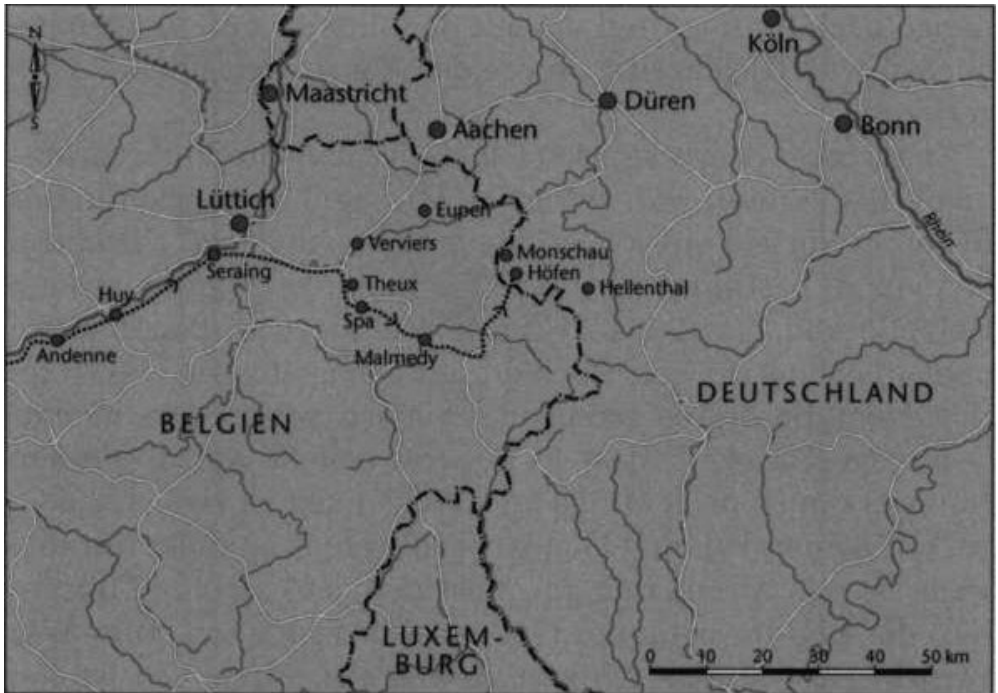 N
S
Köln
Maastricht
Düren
Aachen
Bonn
Lüttich
Eupen
Rhein
Verviers
Monschau
Seraing
Höfen
Theux
Hellenthal
Huy
Spa
Andenne
Malmedy
DEUTSCHLAND
BELGIEN
LUXEM-
BURG
0 10 20 30 40 50 km